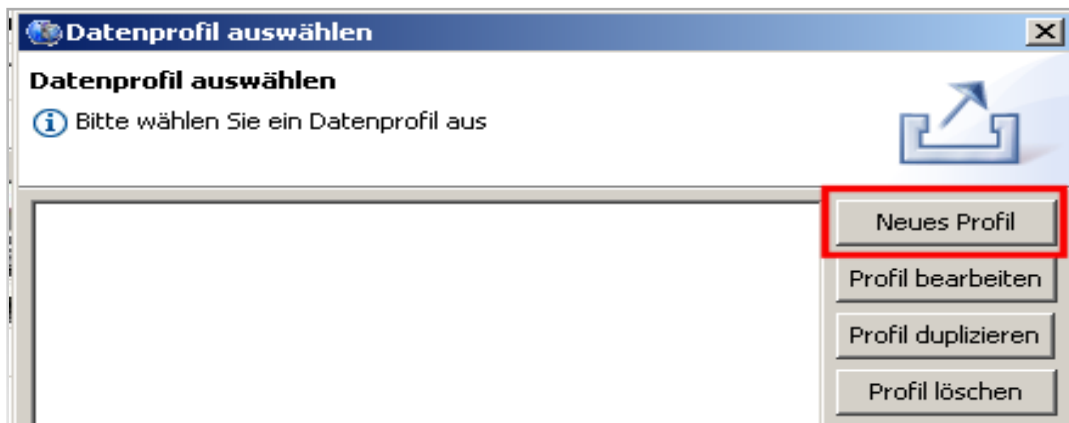 Datenprofil auswählen
Datenprofil auswählen
Bitte wählen Sie ein Datenprofil aus
Neues Profil
Profil bearbeiten
Profil duplizieren
Profil löschen